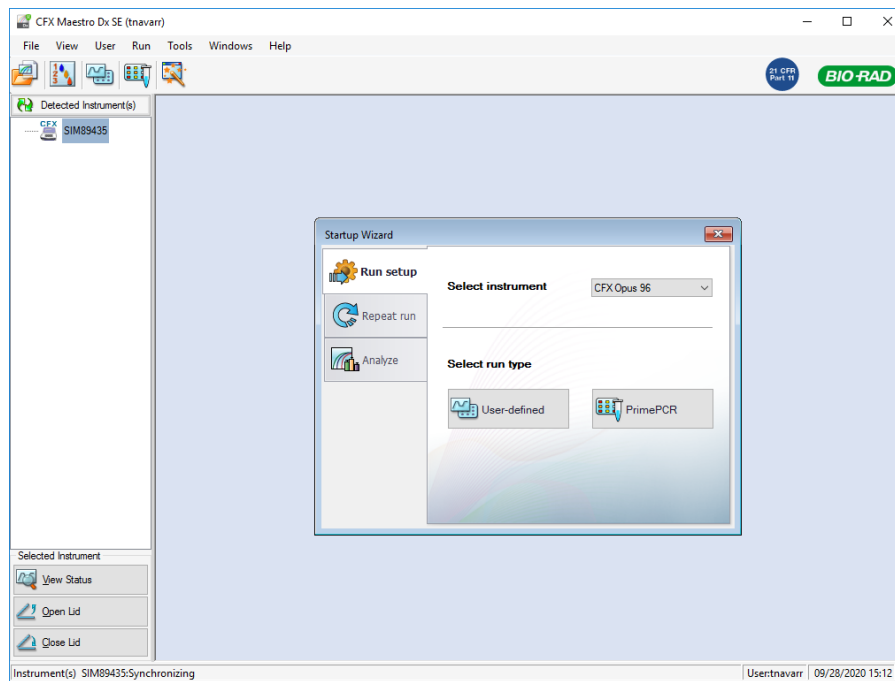 CFX Maestro Dx SE (tnavarr)
File View User Run Tools Windows Help
21 CFR
Part 11
BIO-RAD
Detected Instrument(s)
CFX
SIM89435
Startup Wizard
Run setup
Repeat run
Analyze
Select instrument
CFX Opus 96
Select run type
User-defined
PrimePCR
Selected Instrument
View Status
Open Lid
Close Lid
Instrument(s) SIM89435:Synchronizing
User:tnavarr
09/28/2020 15:12